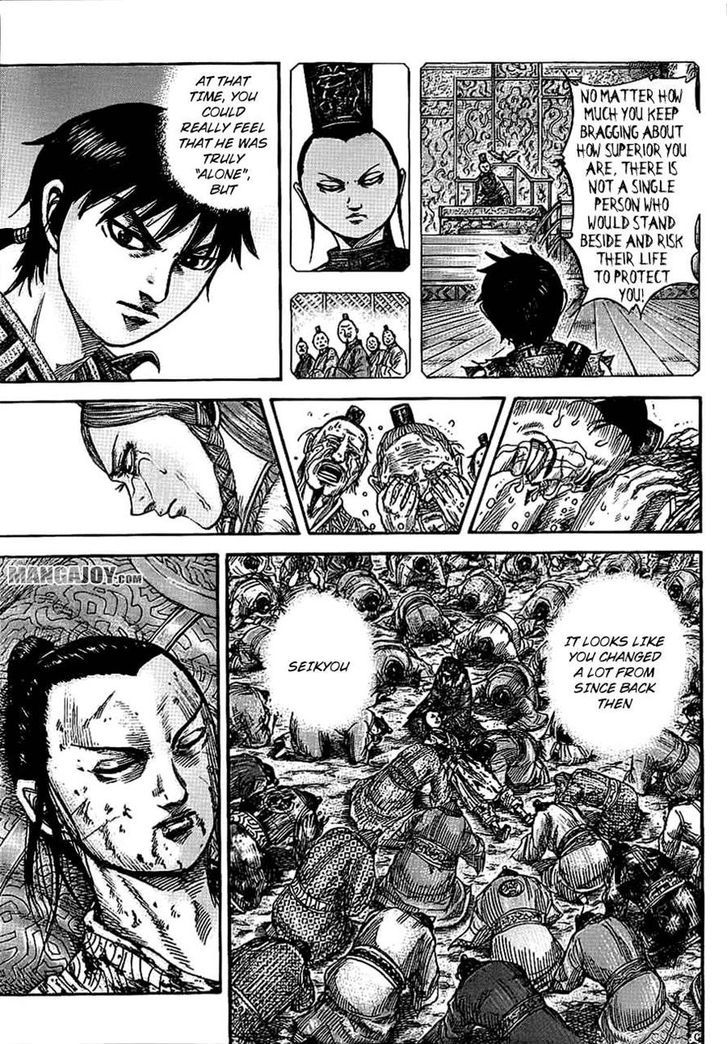 NO MATTER HOW
MUCH YOU KEEP
BRAGGING ABOUT
HOW SUPERIOR YOU
ARE, THERE IS
NOT A SINGLE
PERSON WHO
WOULD STAND
BESIDE AND RISK
THEIR LIFE
TO PROTECT
YOU!
AT THAT
TIME, YOU
COULD
REALLY FEEL
THAT HE WAS
TRULY
"ALONE",
BUT
IT LOOKS LIKE
YOU CHANGED
A LOT FROM
SINCE BACK
THEN
SEIKYOU
MANGAJOY.COM